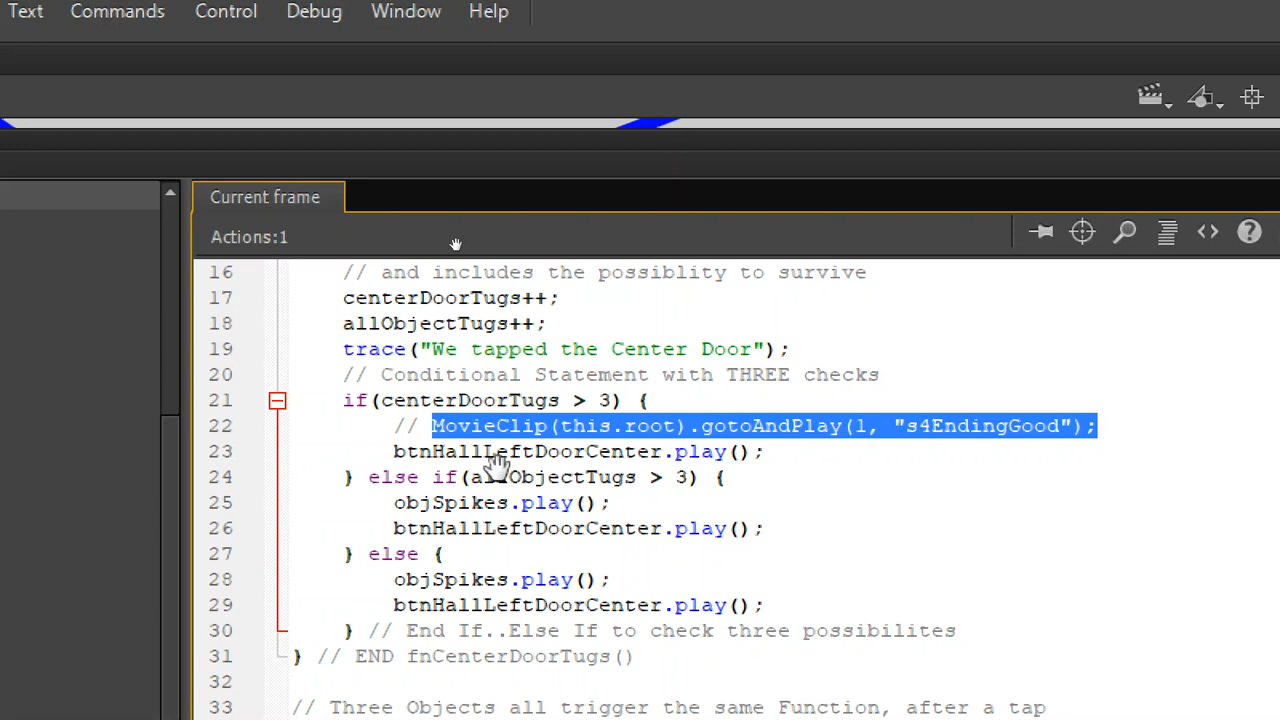 Text Commands Control Debug Window Help
Current frame
Actions:1
16 // and includes the possiblity to survive
17 centerDoorTugs++;
18 allObjectTugs++;
19 trace("We tapped the Center Door");
20 // Conditional Statement with THREE checks
21 if(centerDoorTugs > 3) {
22 // MovieClip(this.root).gotoAndPlay(1, "s4EndingGood");
23 btnHallLeftDoorCenter.play();
24 } else if(allObjectTugs > 3) {
25 objSpikes.play();
26 btnHallLeftDoorCenter.play();
27 } else {
28 objSpikes.play();
29 btnHallLeftDoorCenter.play();
30 } // End If..Else If to check three possibilites
31 } // END fnCenterDoorTugs()
32
33 // Three Objects all trigger the same Function, after a tap